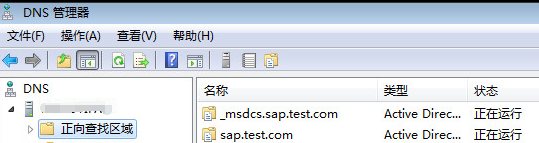 DNS 管理器
文件(F) 操作(A) 查看(V) 帮助(H)
DNS
正向查找区域
名称 类型 状态
_msdcs.sap.test.com Active Direc... 正在运行
sap.test.com Active Direc... 正在运行